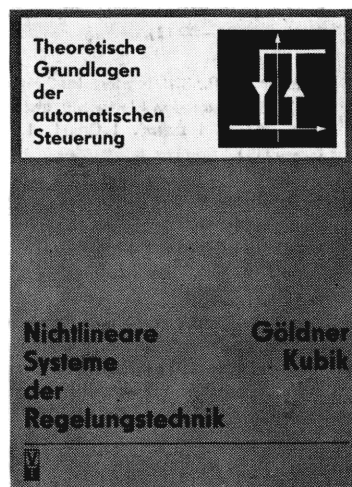 Theoretische
Grundlagen
der
automatischen
Steuerung
Nichtlineare
Systeme
der
Regelungstechnik
Göldner
Kubik